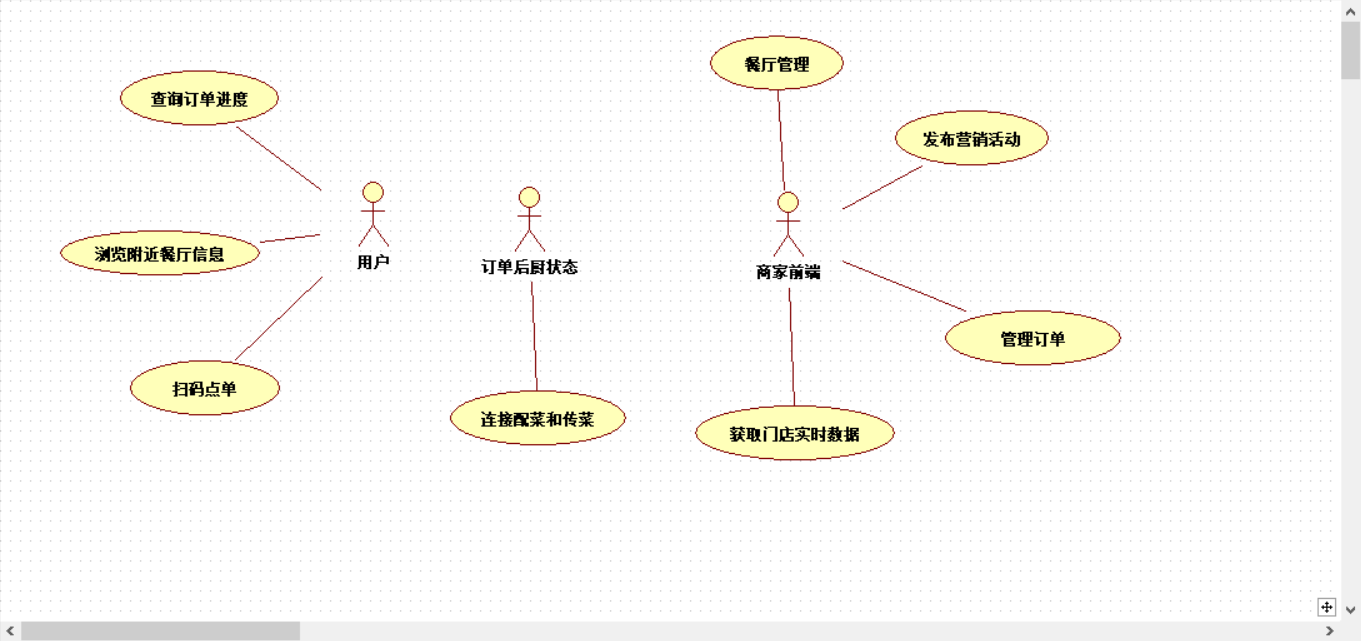 餐厅管理
查询订单进度
发布营销活动
浏览附近餐厅信息
用户
订单后厨状态
商家前端
管理订单
扫码点单
连接配菜和传菜
获取门店实时数据